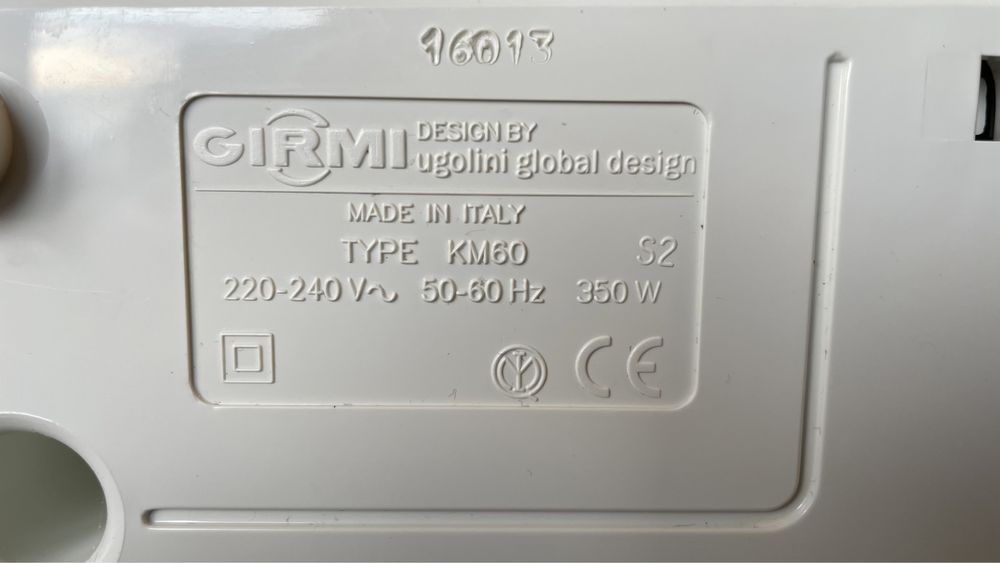 16013
GIRMI DESIGN BY
ugolini global design
MADE IN ITALY
TYPE KM60 S2
220-240 V~ 50-60 Hz 350 W
CE